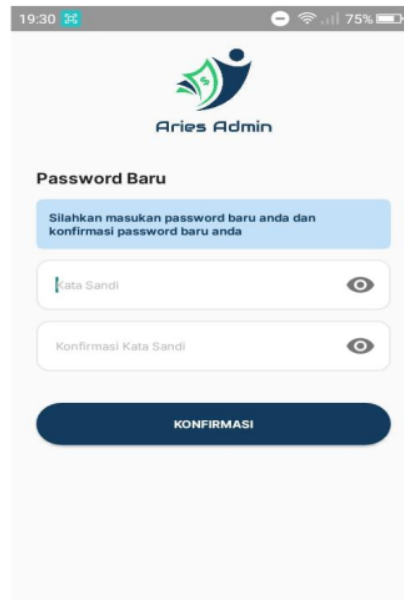 19:30
75%
$
Aries Admin
Password Baru
Silahkan masukan password baru anda dan
konfirmasi password baru anda
Kata Sandi
Konfirmasi Kata Sandi
KONFIRMASI